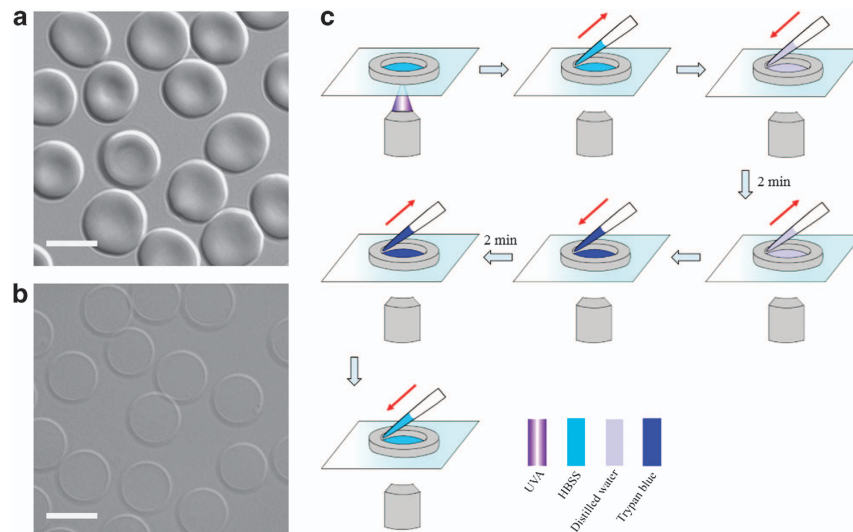 a
c
2 min
2 min
b
UVA
HBSS
Distilled water
Trypan blue